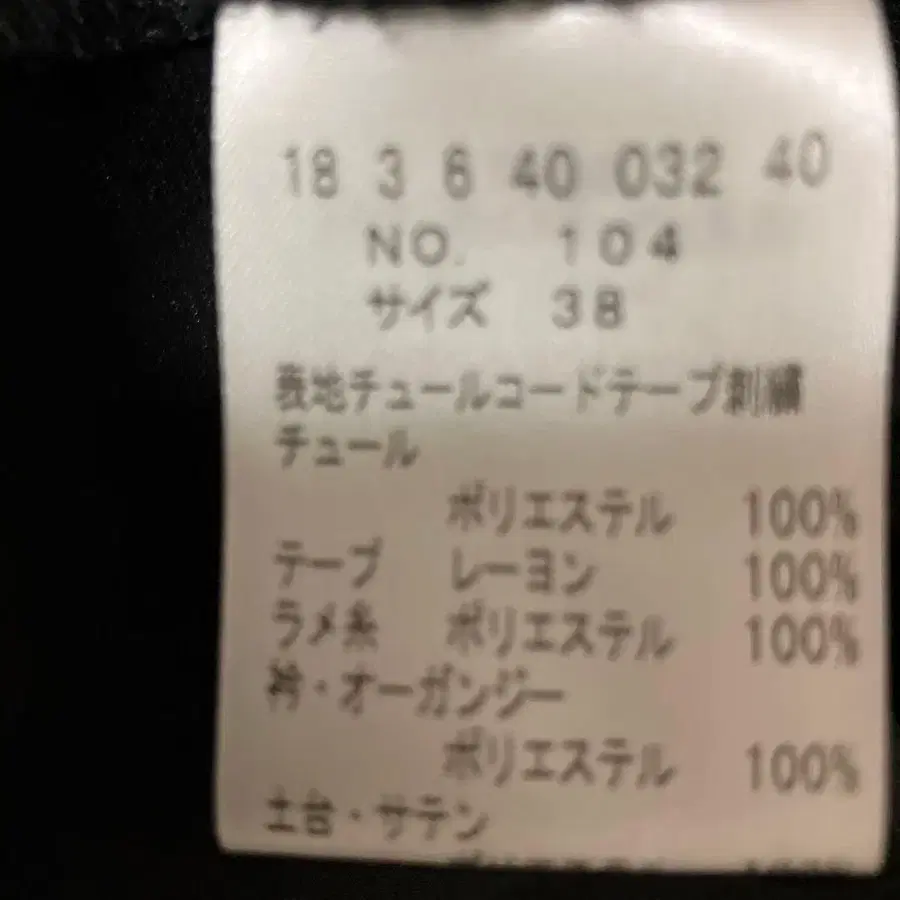 18 3 6 40 032 40
NO. 104
サイズ 38
表地チュールコードテープ刺繍
チュール
ポリエステル 100%
テープ レーヨン 100%
ラメ糸 ポリエステル 100%
衿・オーガンジー
ポリエステル 100%
土台・サテン